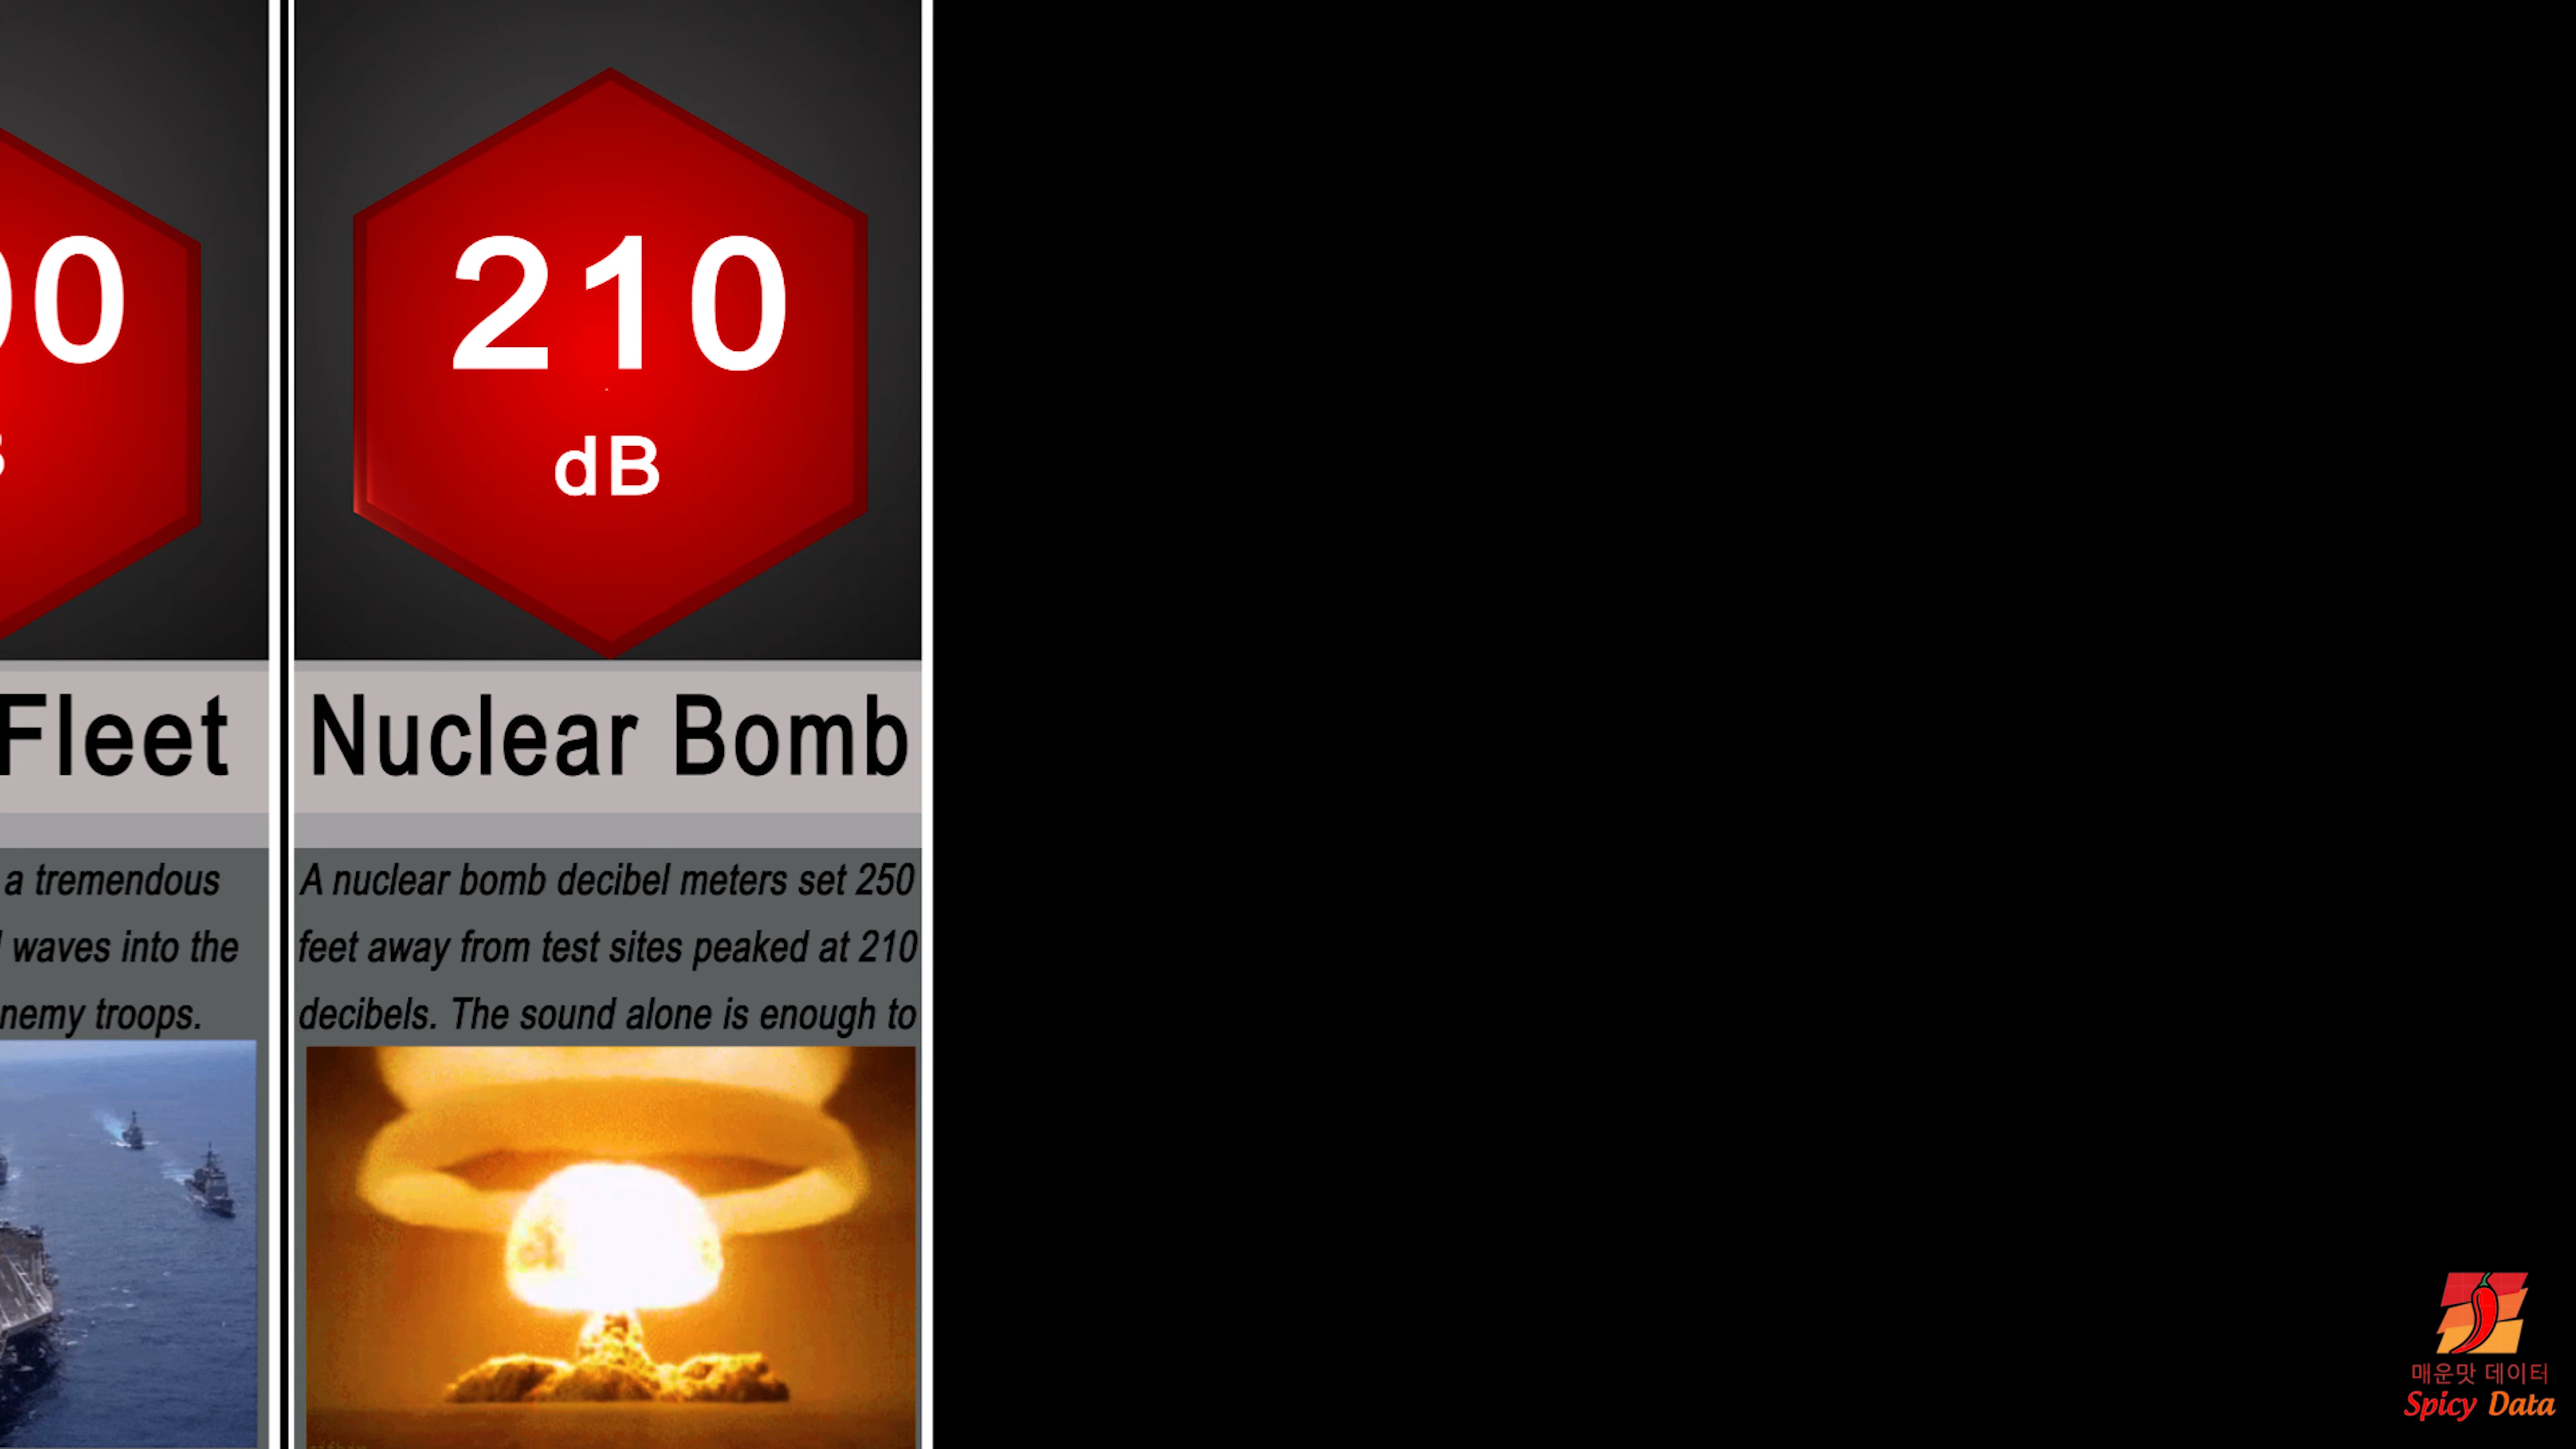 00
Fleet
a tremendous
waves into the
troops.
210
dB
Nuclear Bomb
A nuclear bomb decibel meters set 250
feet away from test sites peaked at 210
decibels. The sound alone is enough to
매운맛 데이터
Spicy Data